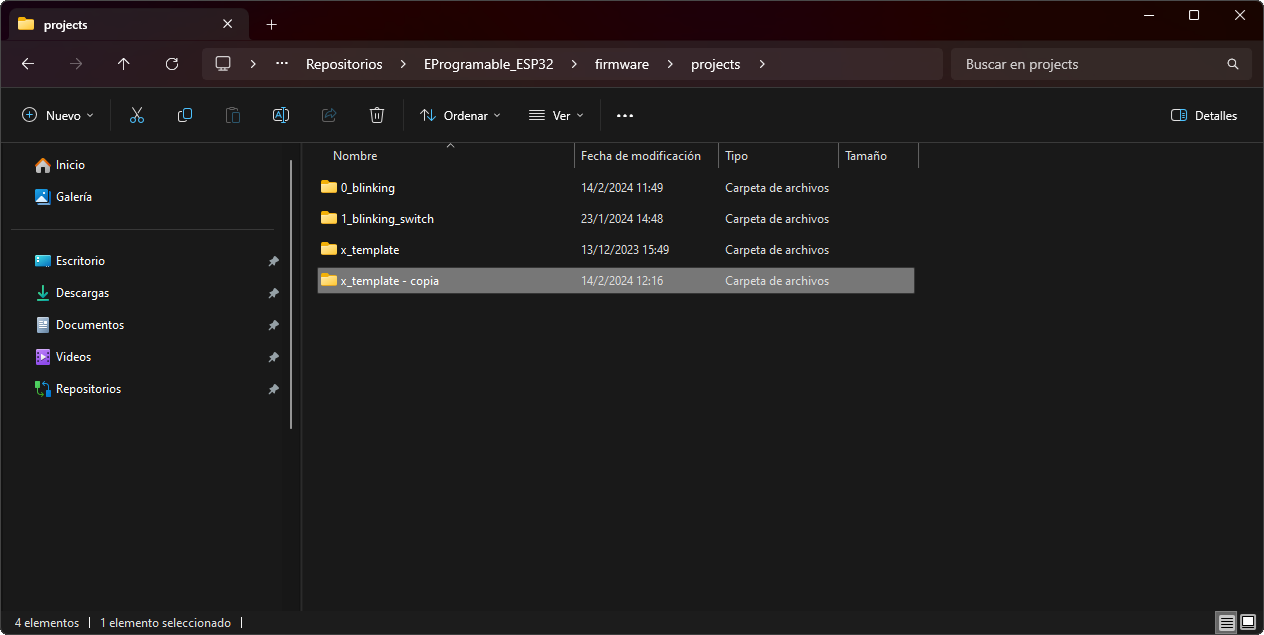 projects
Repositorios > EProgramable_ESP32 > firmware > projects >
Buscar en projects
Nuevo
Ordenar
Ver
Detalles
Inicio
Galería
Escritorio
Descargas
Documentos
Videos
Repositorios
Nombre Fecha de modificación Tipo Tamaño
0_blinking 14/2/2024 11:49 Carpeta de archivos
1_blinking_switch 23/1/2024 14:48 Carpeta de archivos
x_template 13/12/2023 15:49 Carpeta de archivos
x_template - copia 14/2/2024 12:16 Carpeta de archivos
4 elementos | 1 elemento seleccionado |